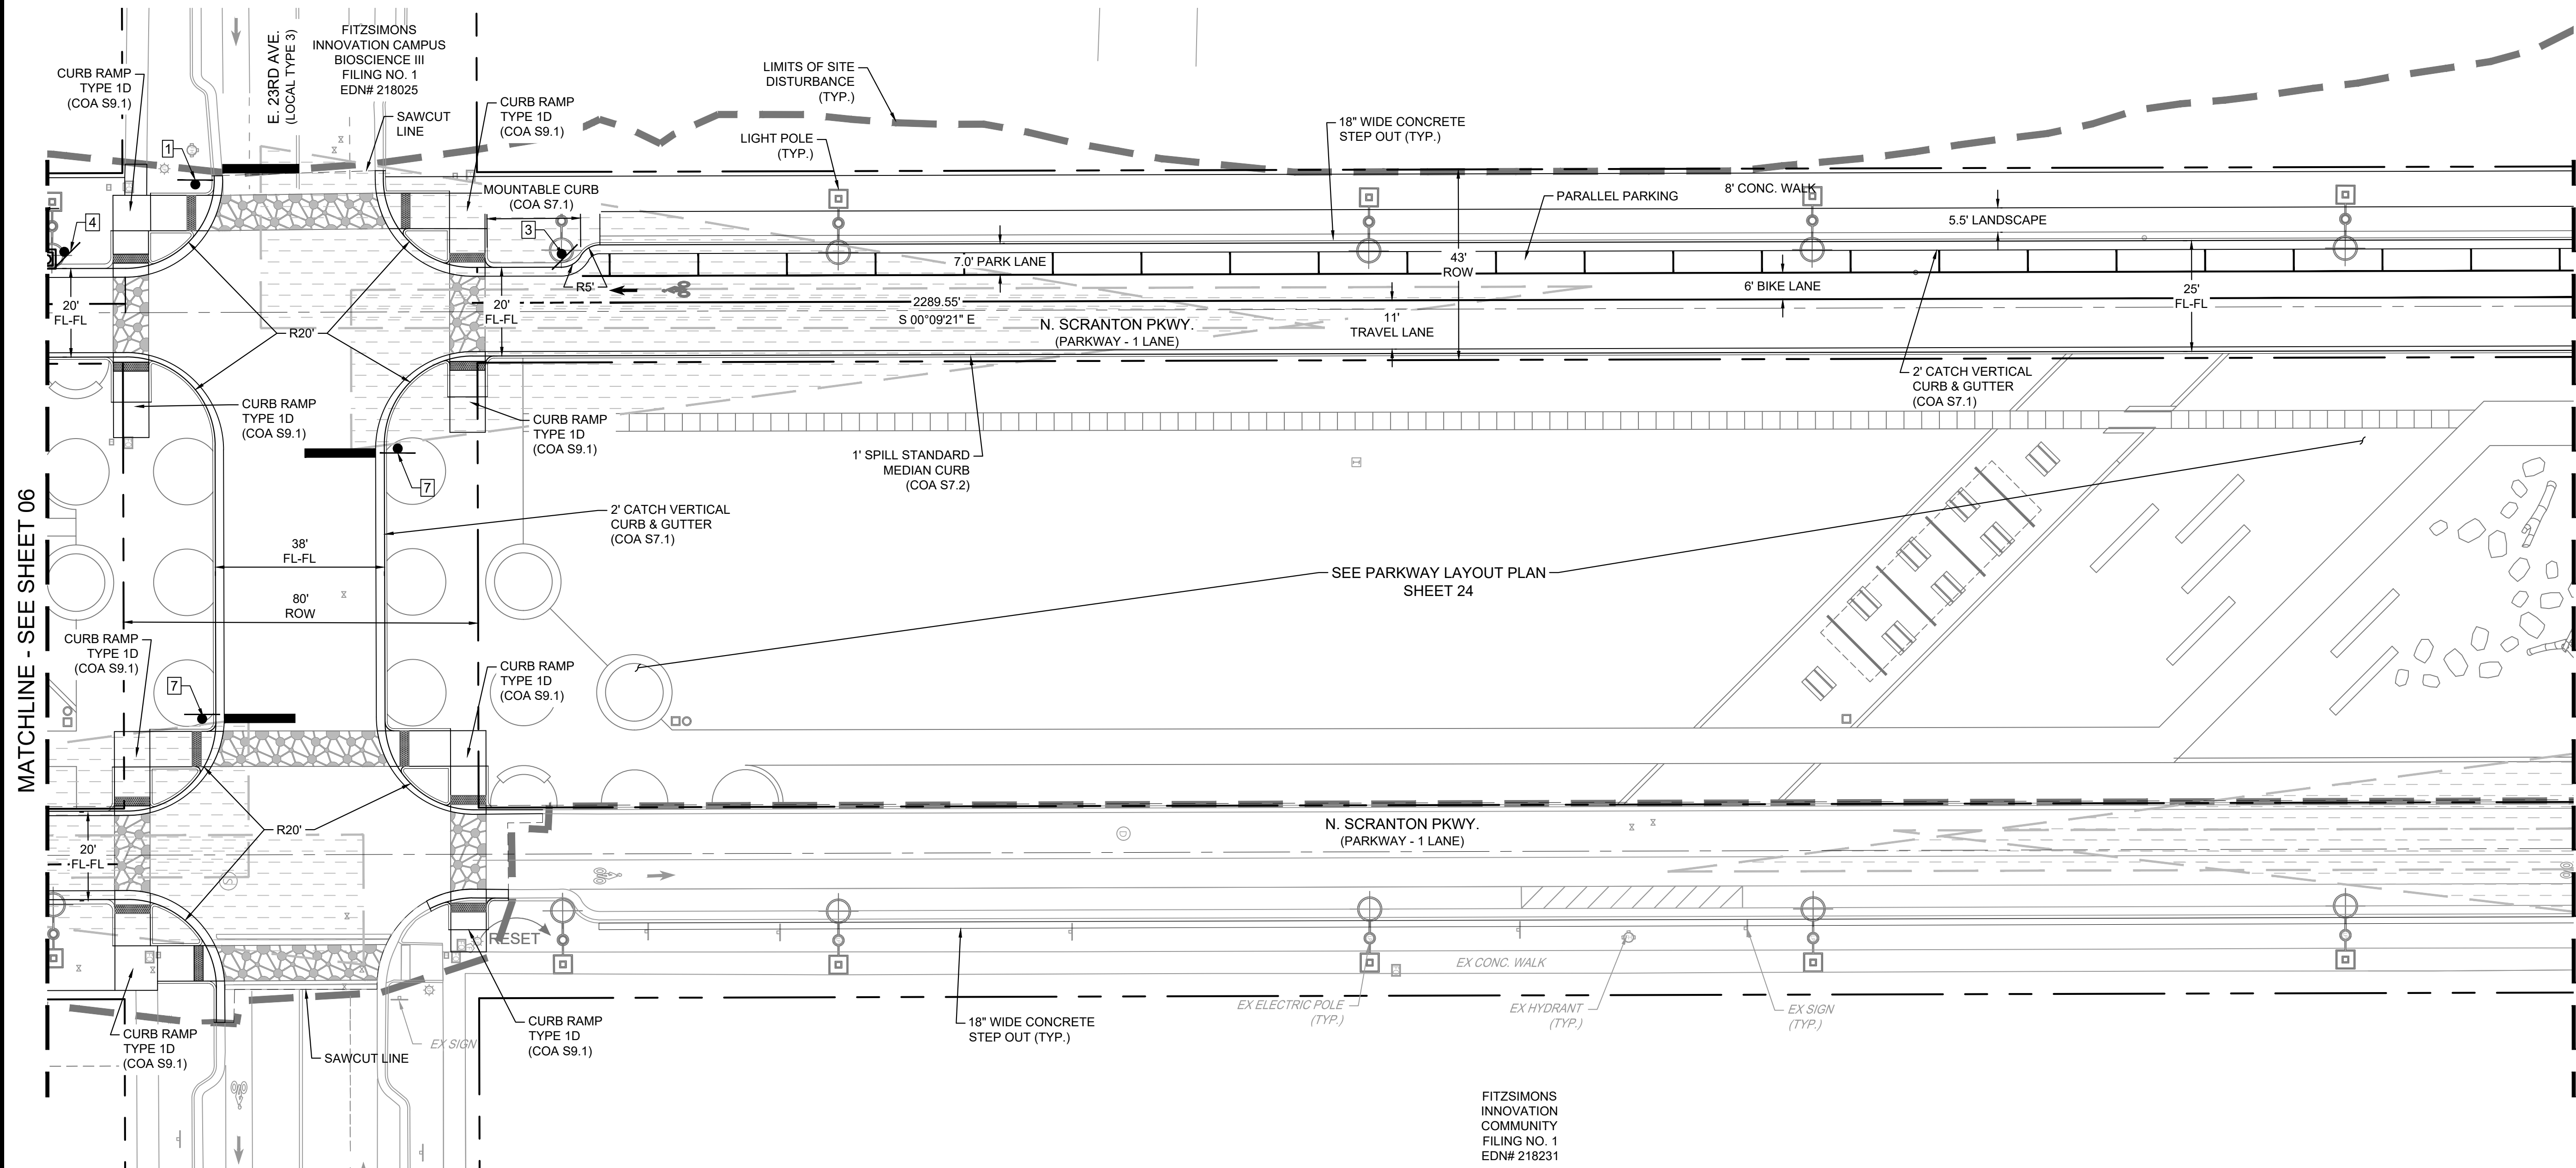 E. 23RD AVE.
(LOCAL TYPE 3)
FITZSIMONS
INNOVATION CAMPUS
BIOSCIENCE III
FILING NO. 1
EDN# 218025
CURB RAMP
TYPE 1D
(COA S9.1)
SAWCUT
LINE
CURB RAMP
TYPE 1D
(COA S9.1)
LIMITS OF SITE
DISTURBANCE
(TYP.)
LIGHT POLE
(TYP.)
18" WIDE CONCRETE
STEP OUT (TYP.)
1
4
MOUNTABLE CURB
(COA S7.1)
3
PARALLEL PARKING
8' CONC. WALK
5.5' LANDSCAPE
7.0' PARK LANE
43'
ROW
6' BIKE LANE
25'
FL-FL
R5'
20'
FL-FL
20'
FL-FL
2289.55'
S 00°09'21" E
N. SCRANTON PKWY.
(PARKWAY - 1 LANE)
11'
TRAVEL LANE
R20'
CURB RAMP
TYPE 1D
(COA S9.1)
CURB RAMP
TYPE 1D
(COA S9.1)
2' CATCH VERTICAL
CURB & GUTTER
(COA S7.1)
1' SPILL STANDARD
MEDIAN CURB
(COA S7.2)
7
2' CATCH VERTICAL
CURB & GUTTER
(COA S7.1)
MATCHLINE - SEE SHEET 06
38'
FL-FL
80'
ROW
SEE PARKWAY LAYOUT PLAN
SHEET 24
CURB RAMP
TYPE 1D
(COA S9.1)
7
CURB RAMP
TYPE 1D
(COA S9.1)
R20'
20'
FL-FL
N. SCRANTON PKWY.
(PARKWAY - 1 LANE)
D
S
RESET
EX CONC. WALK
EX ELECTRIC POLE
(TYP.)
EX HYDRANT
(TYP.)
EX SIGN
(TYP.)
CURB RAMP
TYPE 1D
(COA S9.1)
SAWCUT LINE
EX SIGN
CURB RAMP
TYPE 1D
(COA S9.1)
18" WIDE CONCRETE
STEP OUT (TYP.)
FITZSIMONS
INNOVATION
COMMUNITY
FILING NO. 1
EDN# 218231